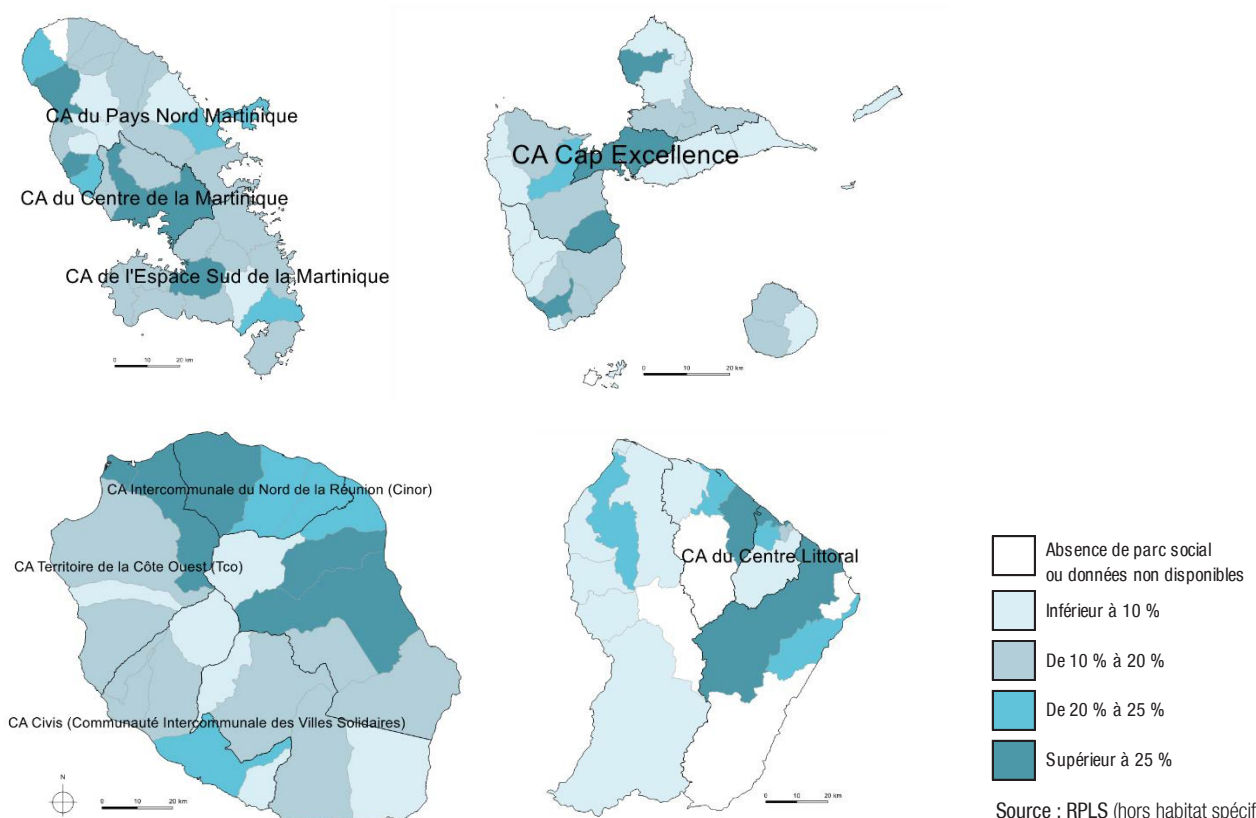 CA du Pays Nord Martinique
CA du Centre de la Martinique
CA de l'Espace Sud de la Martinique
0 10 20 km
CA Cap Excellence
0 10 20 km
CA Intercommunale du Nord de la Réunion (Cinor)
CA Territoire de la Côte Ouest (Tco)
CA Civis (Communauté Intercommunale des Villes Solidaires)
N
0 10 20 km
CA du Centre Littoral
0 10 20 km
Absence de parc social
ou données non disponibles
Inférieur à 10 %
De 10 % à 20 %
De 20 % à 25 %
Supérieur à 25 %
Source : RPLS (hors habitat spécif